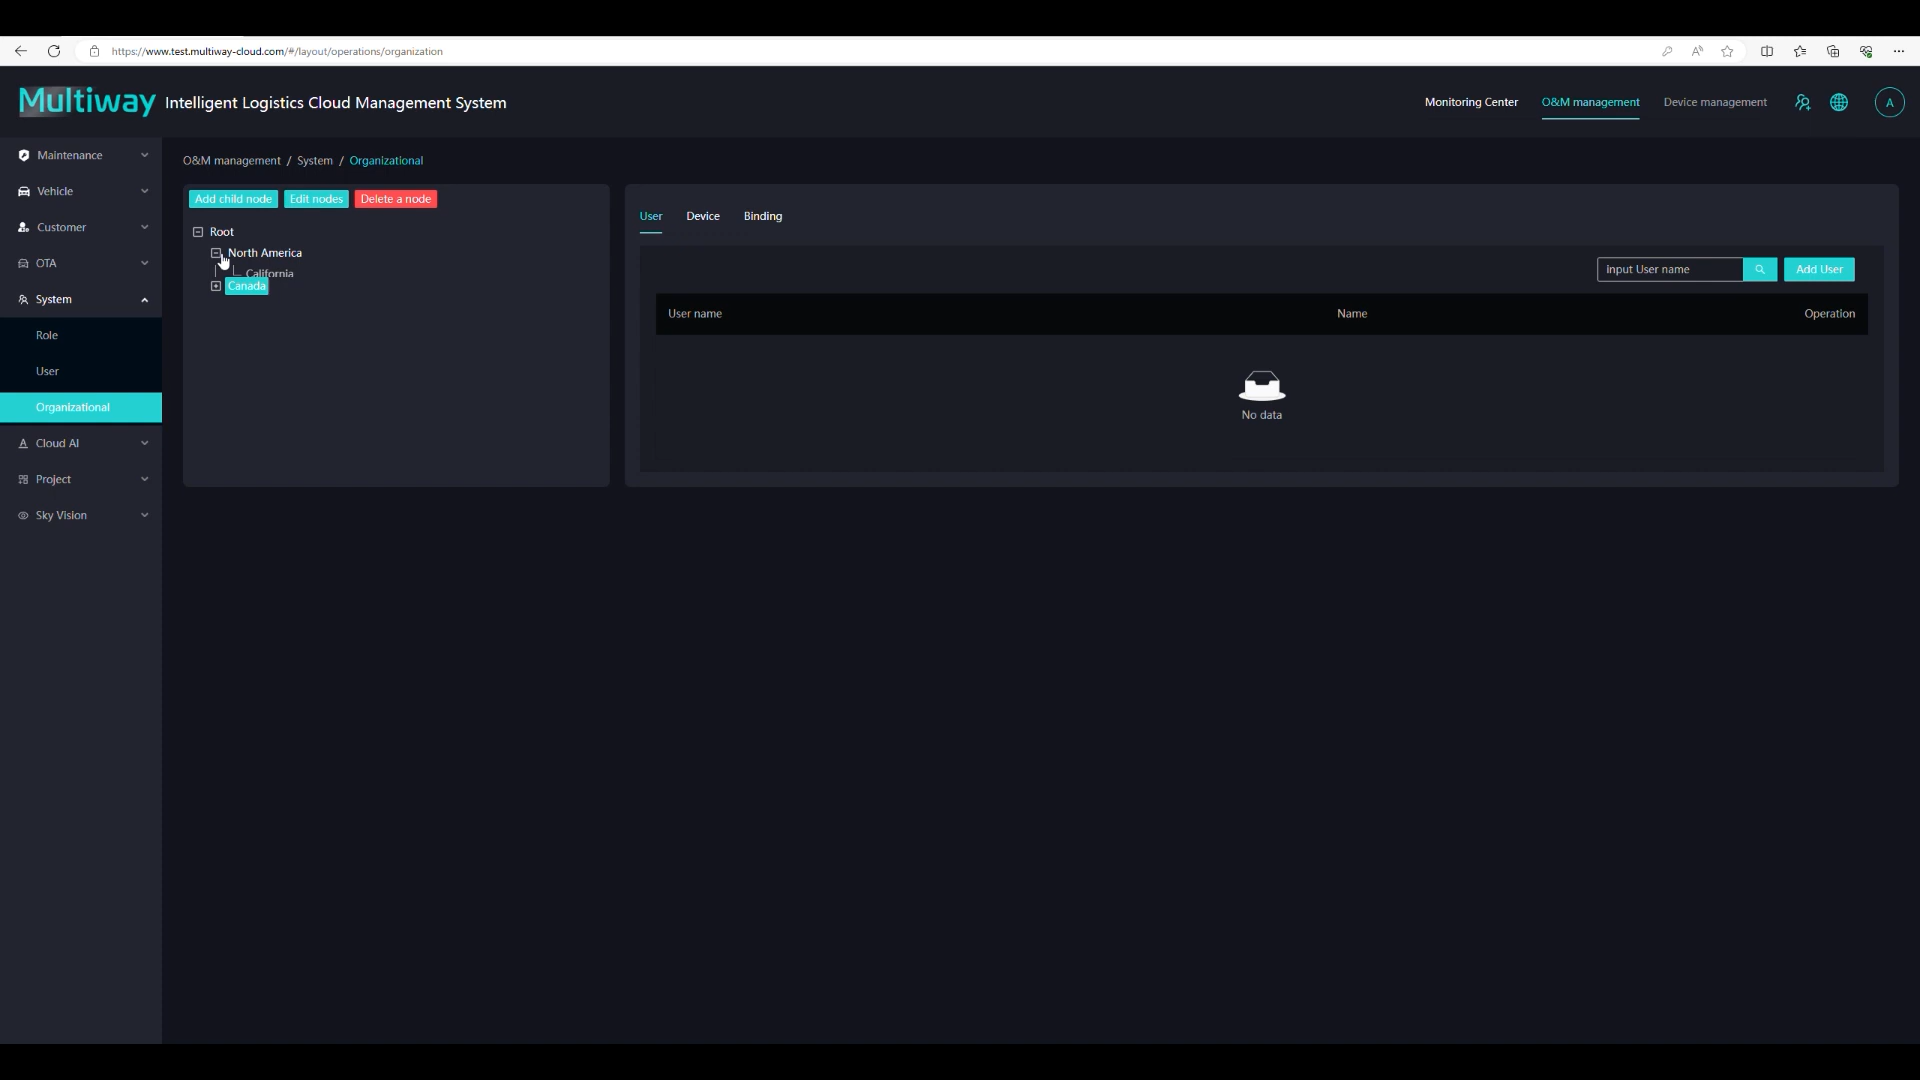 https://www.test.multiway-cloud.com/#/layout/operations/organization
Multiway Intelligent Logistics Cloud Management System
Monitoring Center O&M management Device management A
Maintenance
Vehicle
Customer
OTA
System
Role
User
Organizational
Cloud AI
Project
Sky Vision
O&M management / System / Organizational
Add child node Edit nodes Delete a node
Root
North America
California
Canada
User Device Binding
input User name Add User
User name Name Operation
No data